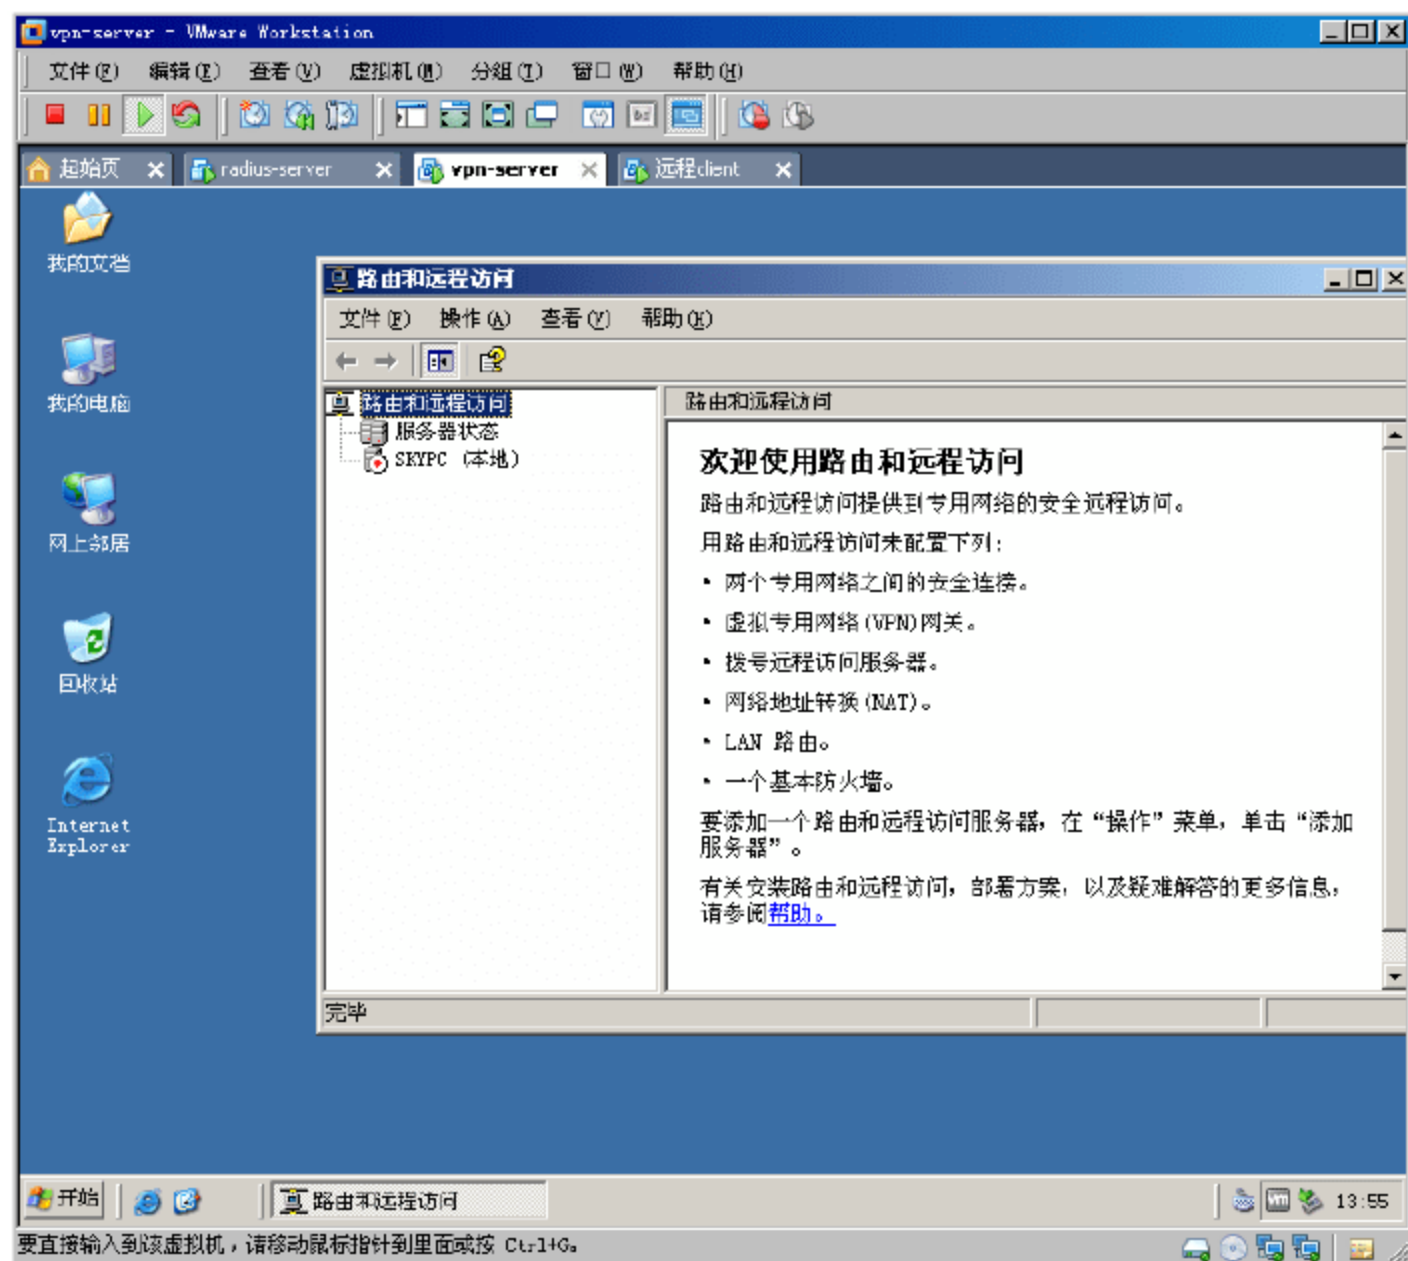 vpn-server - VMware Workstation
文件(F) 编辑(E) 查看(V) 虚拟机(M) 分组(T) 窗口(W) 帮助(H)
起始页 radius-server vpn-server 远程client
我的文档
我的电脑
网上邻居
回收站
Internet
Explorer
路由和远程访问
文件(F) 操作(A) 查看(V) 帮助(H)
路由和远程访问
服务器状态
SKYPC (本地)
路由和远程访问
欢迎使用路由和远程访问
路由和远程访问提供到专用网络的安全远程访问。
用路由和远程访问来配置下列:
• 两个专用网络之间的安全连接。
• 虚拟专用网络(VPN)网关。
• 拨号远程访问服务器。
• 网络地址转换(NAT)。
• LAN 路由。
• 一个基本防火墙。
要添加一个路由和远程访问服务器，在“操作”菜单，单击“添加
服务器”。
有关安装路由和远程访问，部署方案，以及疑难解答的更多信息，
请参阅帮助。
完毕
开始 路由和远程访问 13:55
要直接输入到该虚拟机，请移动鼠标指针到里面或按 Ctrl+G。